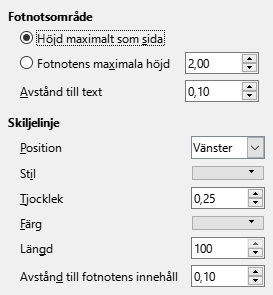 Fotnotsområde
Höjd maximalt som sida
Fotnotens maximala höjd 2,00
Avstånd till text 0,10
Skiljelinje
Position Vänster
Stil
Tjocklek 0,25
Färg
Längd 100
Avstånd till fotnotens innehåll 0,10